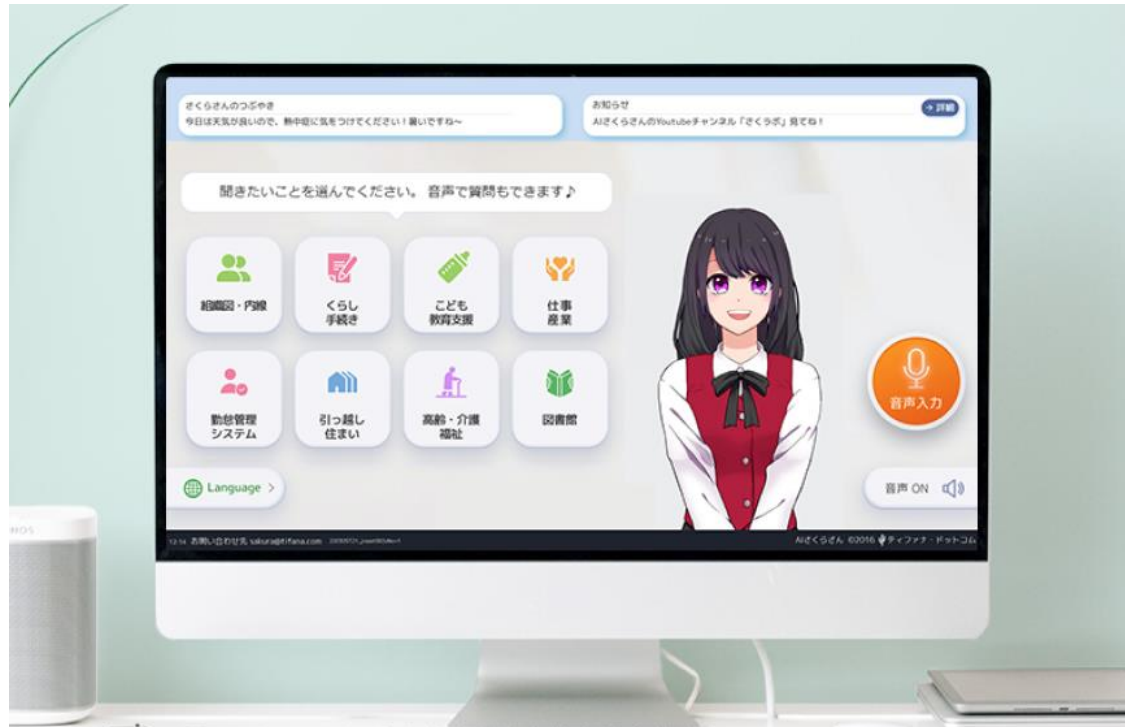 さくらさんのつぶやき
今日は天気が良いので、熱中症に気をつけてください！暑いですね～
お知らせ
AIさくらさんのYoutubeチャンネル「さくラボ」見てね！
→ 詳細
聞きたいことを選んでください。 音声で質問もできます♪
組織図・内線
くらし
手続き
こども
教育支援
仕事
産業
勤怠管理
システム
引っ越し
住まい
高齢・介護
福祉
図書館
音声入力
Language >
音声 ON
12:14 お問い合わせ先 sakura@tifana.com
AIさくらさん ©2016 ティファナ・ドットコム